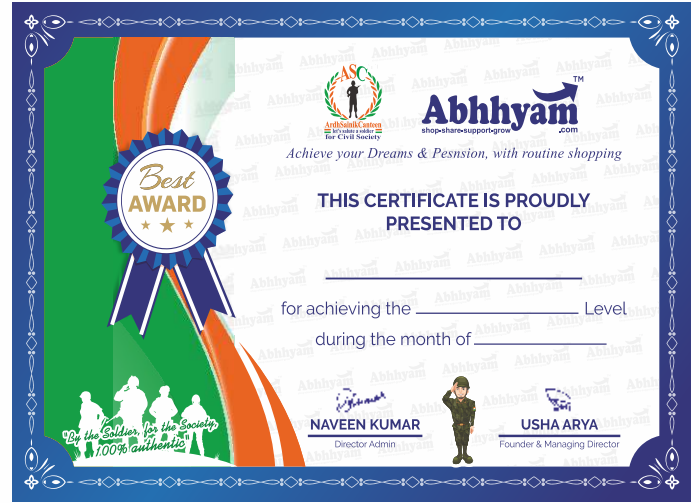 ASC
ArdhSainikCanteen
let's salute a soldier
for Civil Society
Abhhyam
TM
shop•share•support•grow
.com
Achieve your Dreams & Pesnsion, with routine shopping
Best
AWARD
THIS CERTIFICATE IS PROUDLY
PRESENTED TO
for achieving the ____________ Level
during the month of ____________
"By the Soldier, for the Society,
100% authentic"
NAVEEN KUMAR
Director Admin
USHA ARYA
Founder & Managing Director